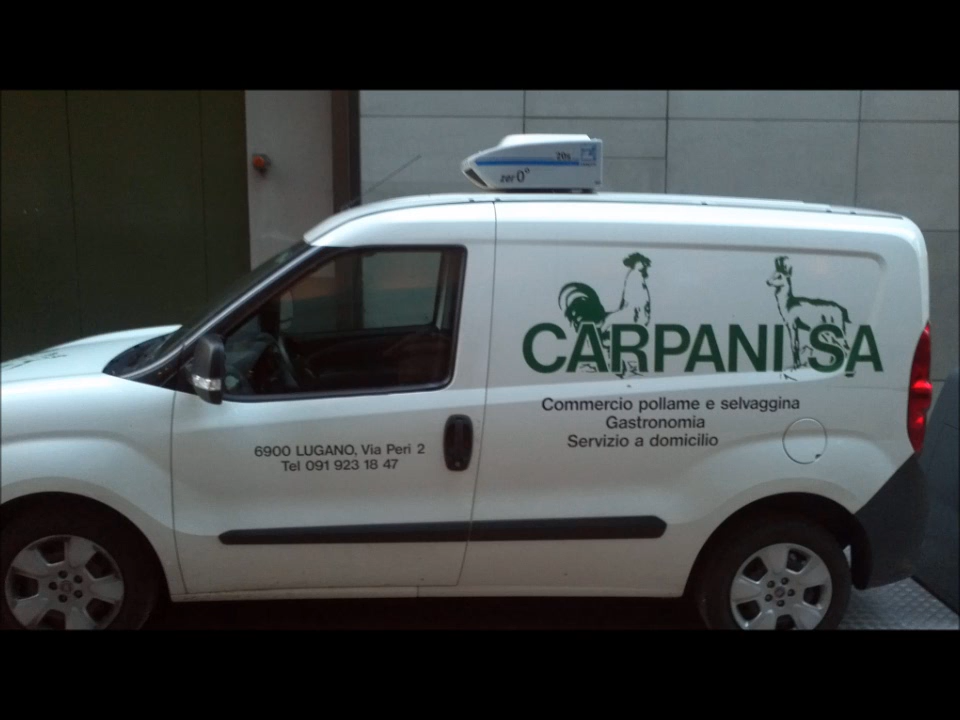 20s
zer0°
CARPANI SA
Commercio pollame e selvaggina
Gastronomia
Servizio a domicilio
6900 LUGANO, Via Peri 2
Tel 091 923 18 47